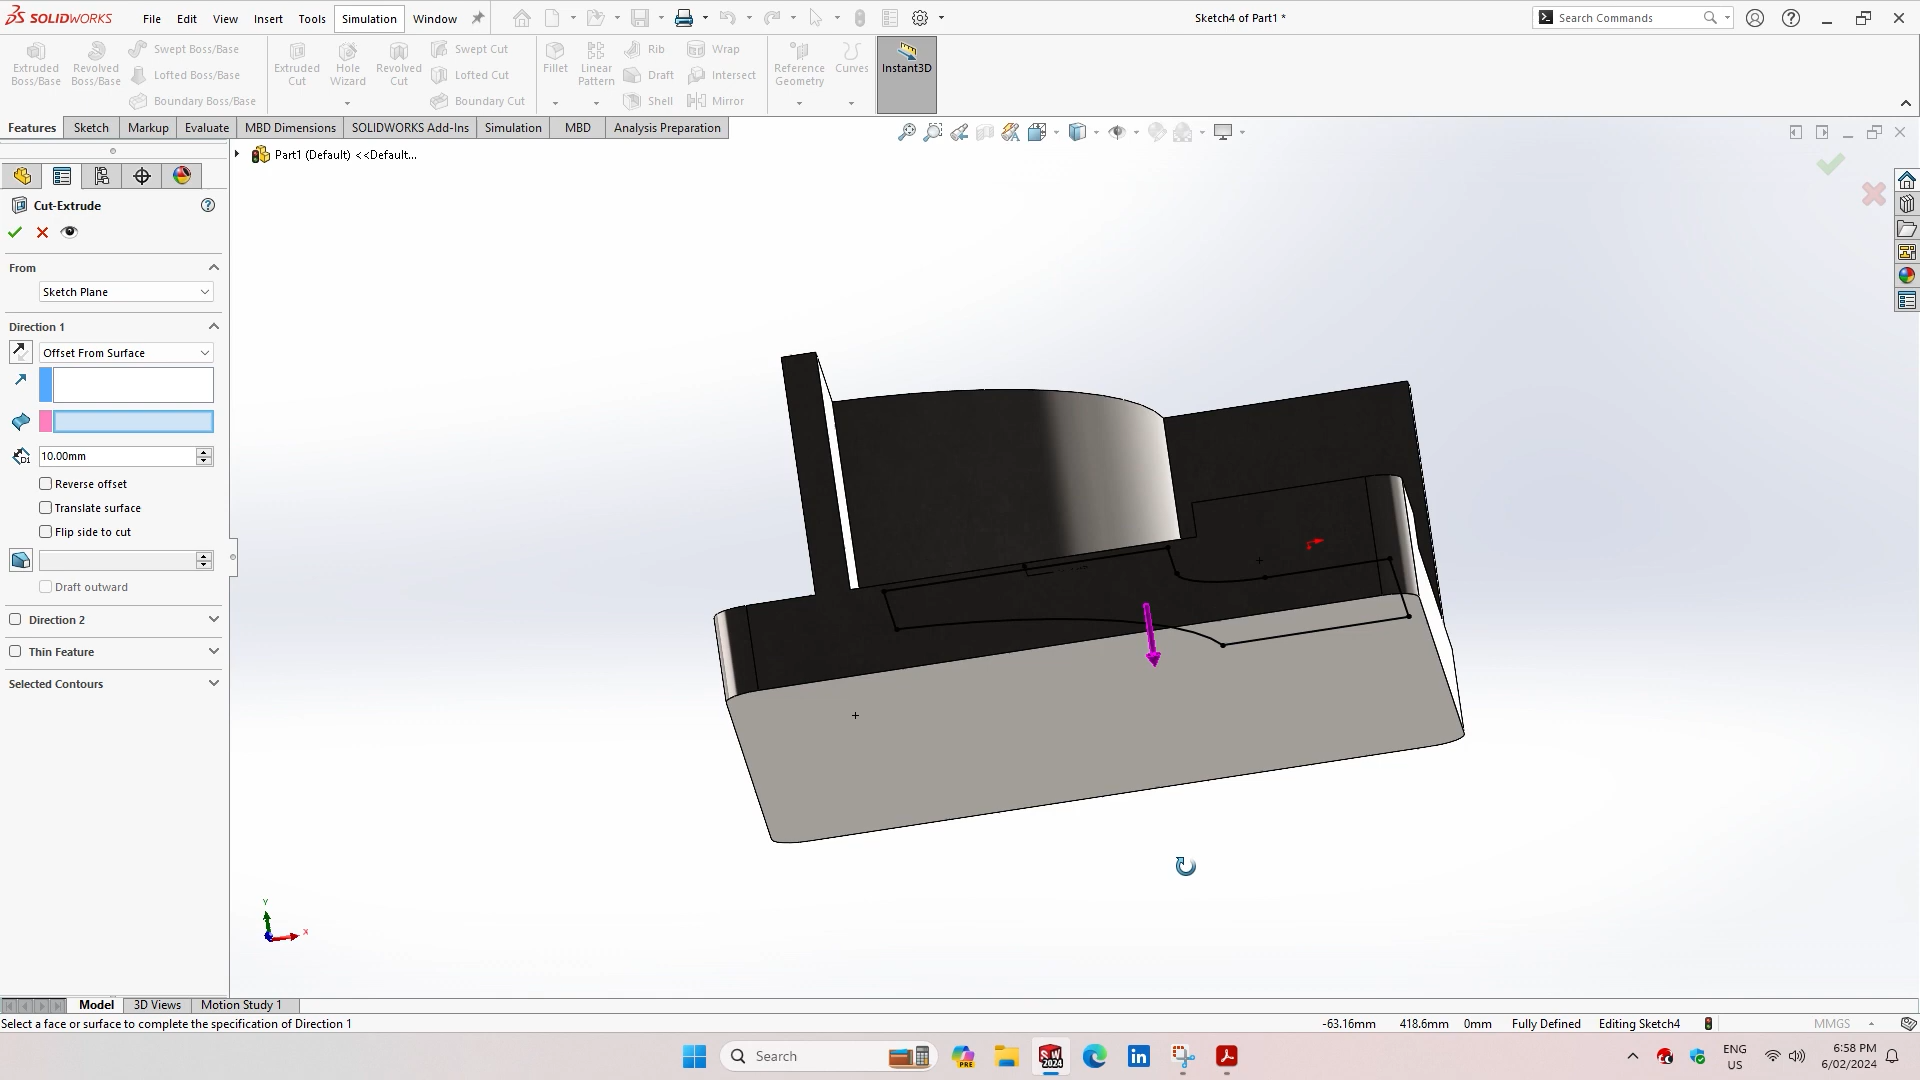 SOLIDWORKS
File Edit View Insert Tools Simulation Window
Sketch4 of Part1 *
Search Commands
Extruded Boss/Base
Revolved Boss/Base
Swept Boss/Base
Lofted Boss/Base
Boundary Boss/Base
Extruded Cut
Hole Wizard
Revolved Cut
Swept Cut
Lofted Cut
Boundary Cut
Fillet
Linear Pattern
Rib
Draft
Shell
Wrap
Intersect
Mirror
Reference Geometry
Curves
Instant3D
Features Sketch Markup Evaluate MBD Dimensions SOLIDWORKS Add-Ins Simulation MBD Analysis Preparation
Part1 (Default) <<Default...
Cut-Extrude
From
Sketch Plane
Direction 1
Offset From Surface
D1
10.00mm
Reverse offset
Translate surface
Flip side to cut
Draft outward
Direction 2
Thin Feature
Selected Contours
Y
X
Model 3D Views Motion Study 1
Select a face or surface to complete the specification of Direction 1
-63.16mm 418.6mm 0mm Fully Defined Editing Sketch4 MMGS
Search
PRE
SW
2024
in
ENG
US
6:58 PM
6/02/2024